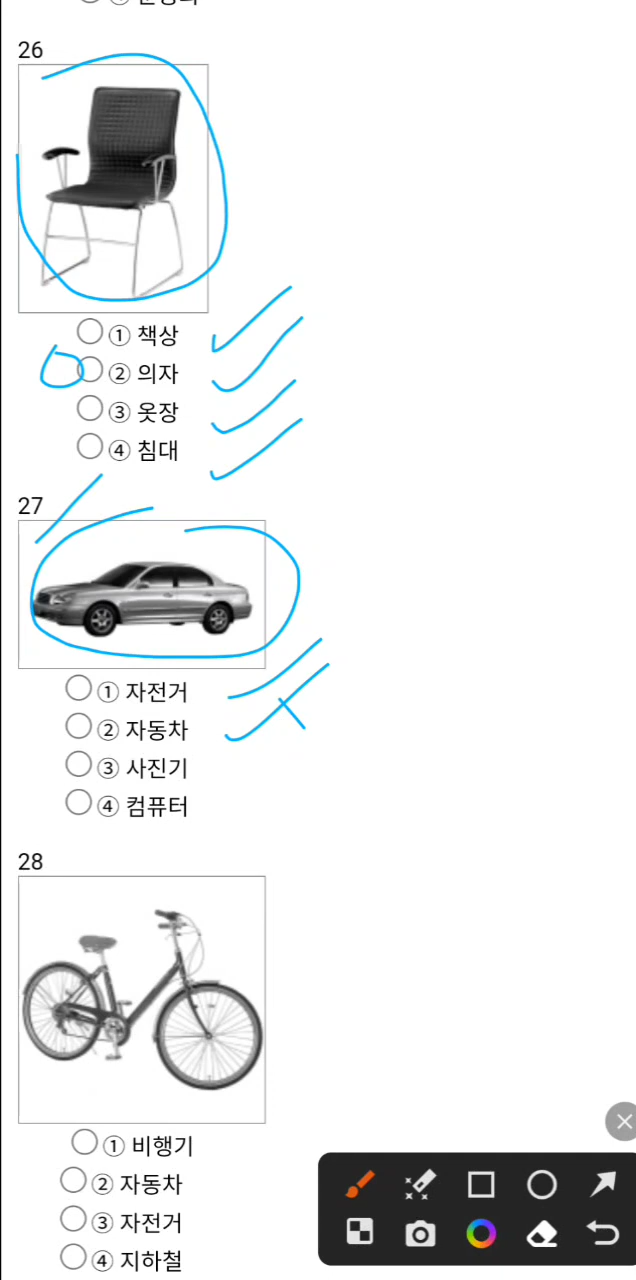 26
① 책상
② 의자
③ 옷장
④ 침대
27
① 자전거
② 자동차
③ 사진기
④ 컴퓨터
28
① 비행기
② 자동차
③ 자전거
④ 지하철